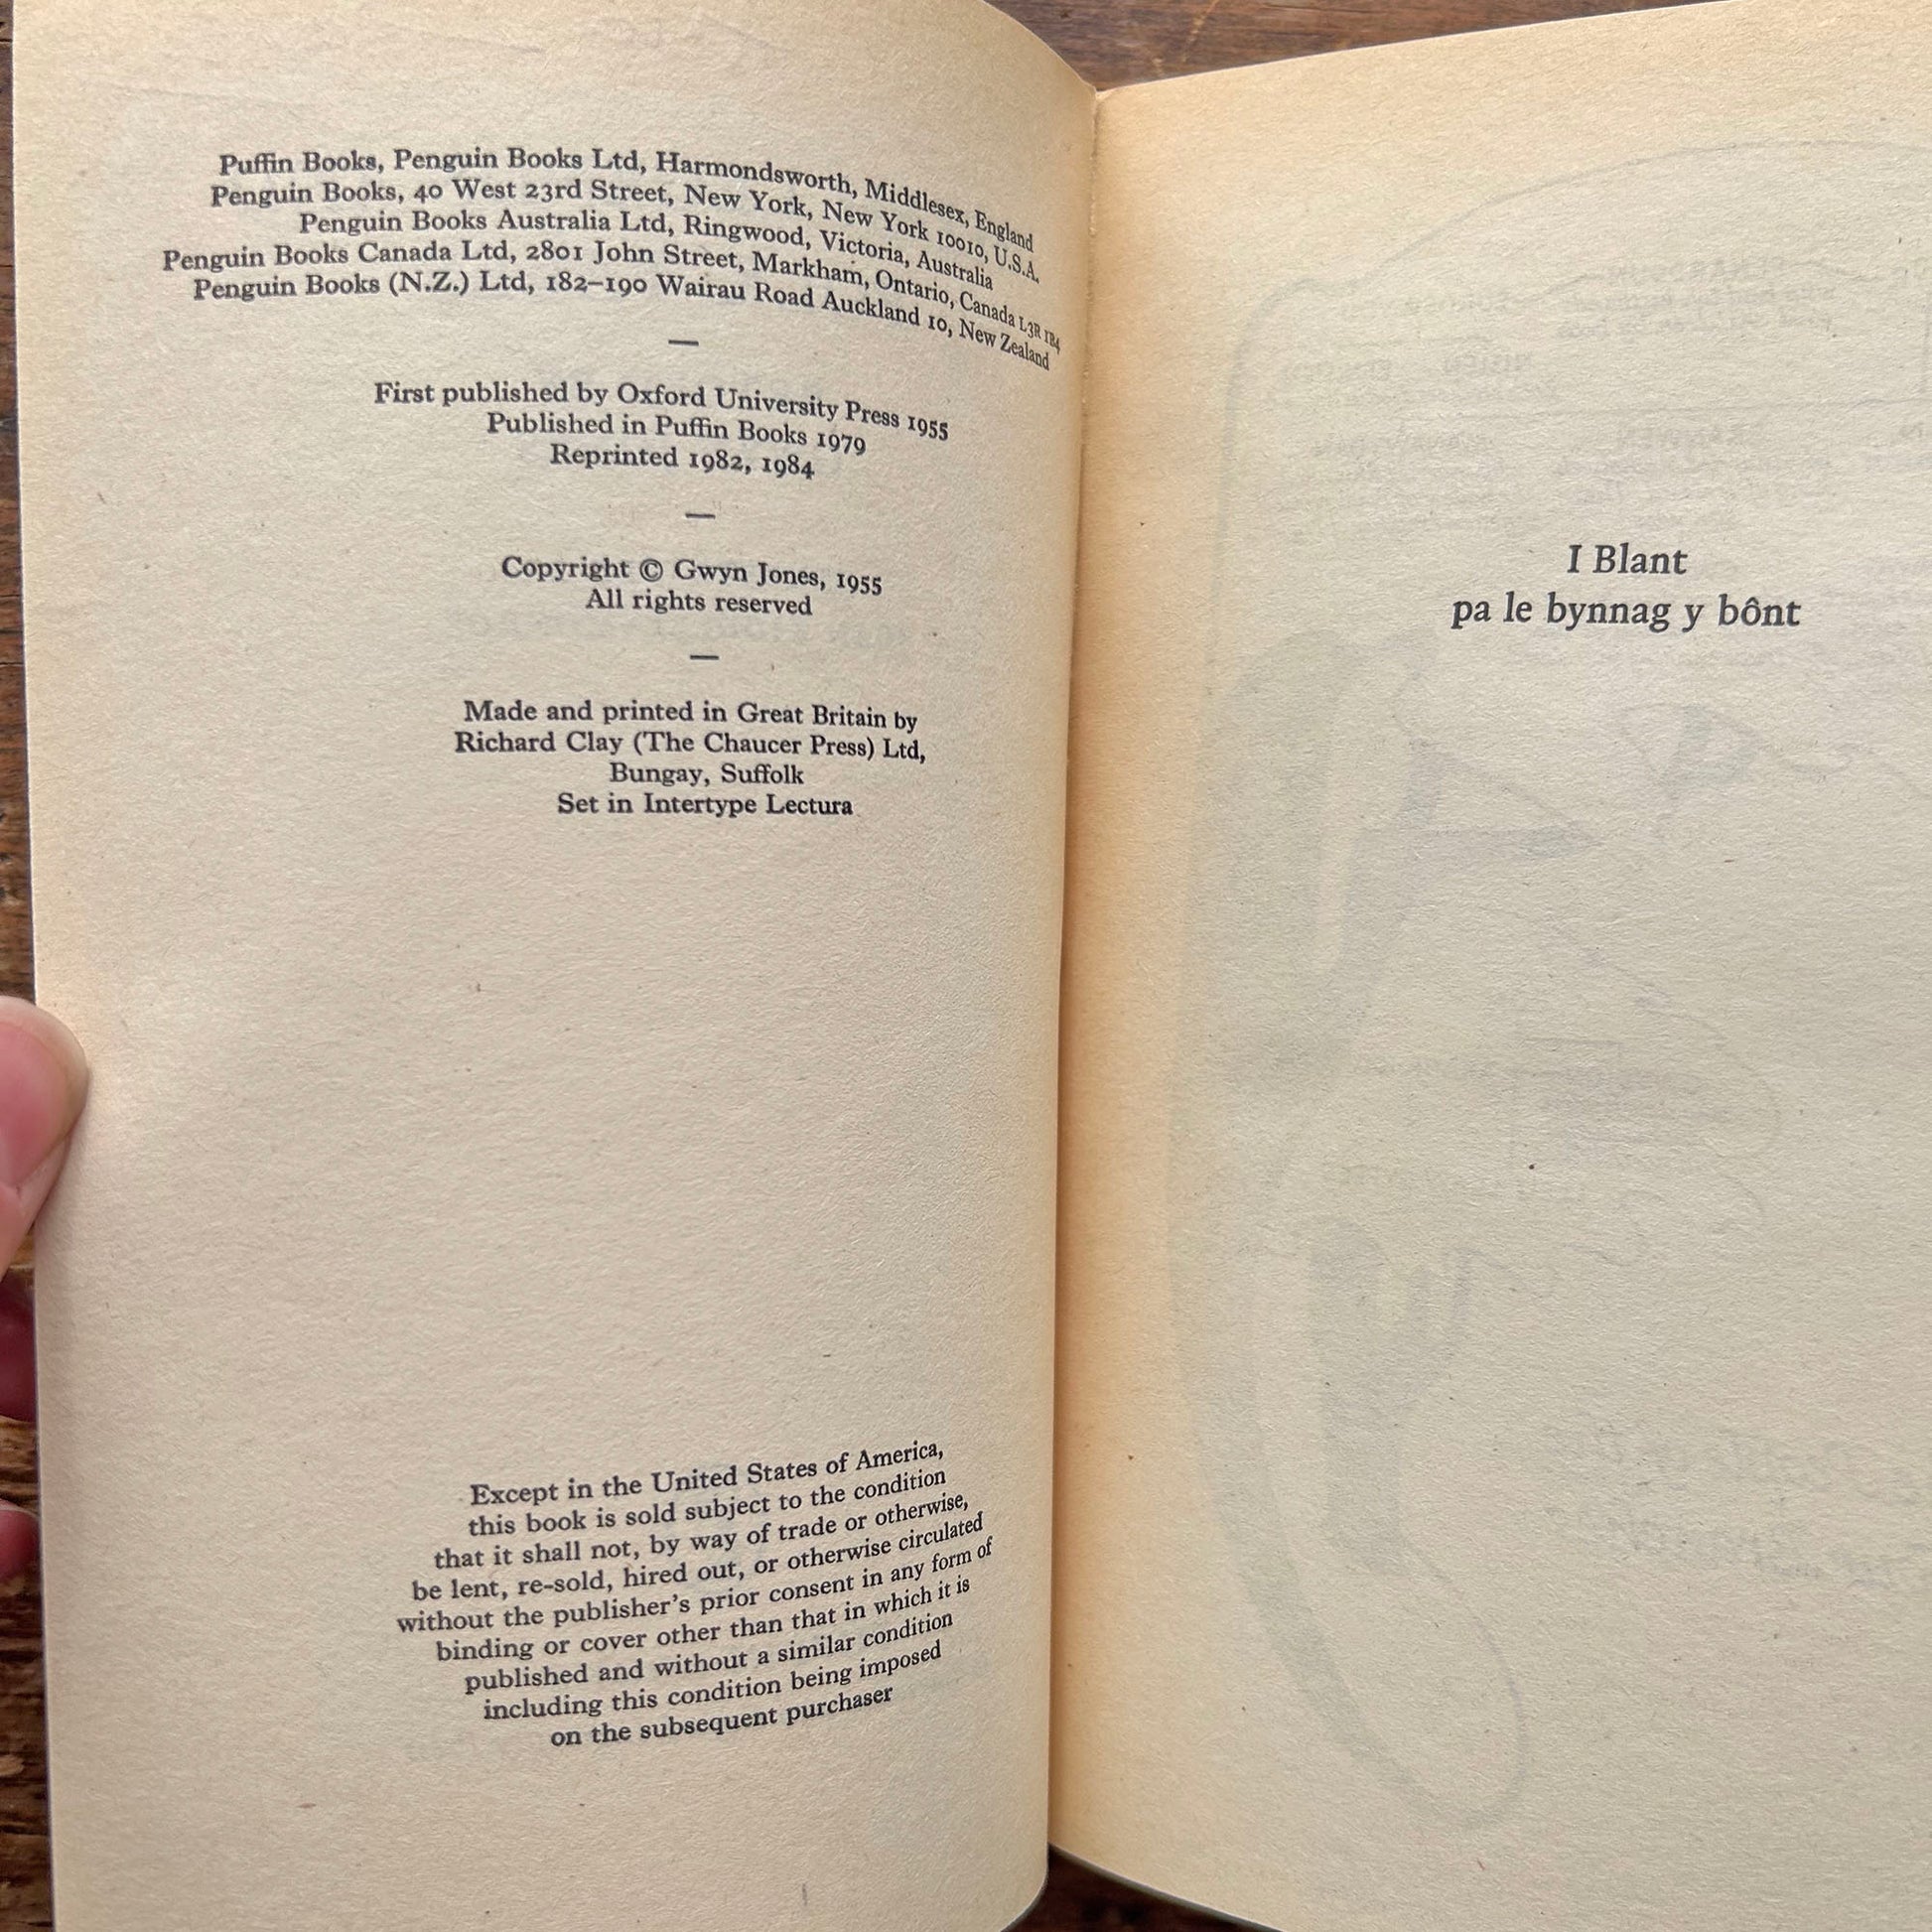 Puffin Books, Penguin Books Ltd, Harmondsworth, Middlesex, England
Penguin Books, 40 West 23rd Street, New York, New York 10010, U.S.A.
Penguin Books Australia Ltd, Ringwood, Victoria, Australia
Penguin Books Canada Ltd, 2801 John Street, Markham, Ontario, Canada L3R 1B4
Penguin Books (N.Z.) Ltd, 182–190 Wairau Road Auckland 10, New Zealand
—
First published by Oxford University Press 1955
Published in Puffin Books 1979
Reprinted 1982, 1984
—
Copyright © Gwyn Jones, 1955
All rights reserved
—
Made and printed in Great Britain by
Richard Clay (The Chaucer Press) Ltd,
Bungay, Suffolk
Set in Intertype Lectura
Except in the United States of America,
this book is sold subject to the condition
that it shall not, by way of trade or otherwise,
be lent, re-sold, hired out, or otherwise circulated
without the publisher's prior consent in any form of
binding or cover other than that in which it is
published and without a similar condition
including this condition being imposed
on the subsequent purchaser
I Blant
pa le bynnag y bônt